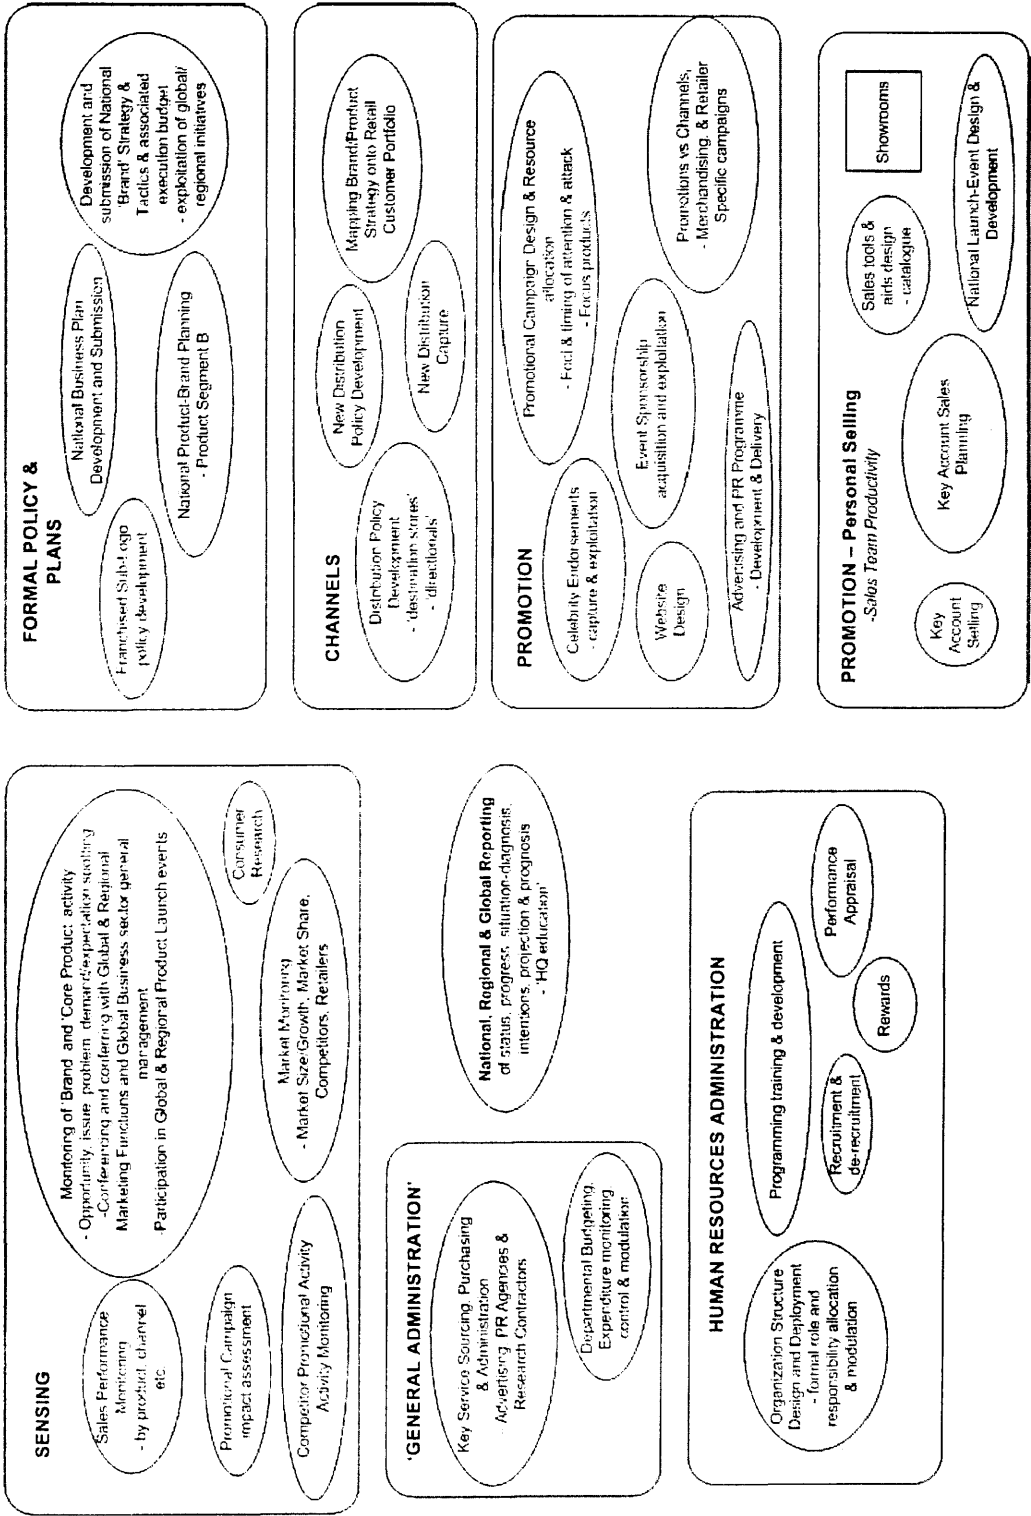 SENSING
Sales Performance
Monitoring
- by product, channel
etc.
Monitoring of 'Brand and 'Core Product' activity
- Opportunity, issue, problem, demand/expectation spotting
-Conferencing and conferring with Global & Regional
Marketing Functions and Global Business sector general
management
-Participation in Global & Regional Product Launch events
Promotional Campaign
impact assessment
Consumer
Research
Competitor Promotional Activity
Activity Monitoring
Market Monitoring
- Market Size/Growth, Market Share,
Competitors, Retailers
'GENERAL ADMINISTRATION'
Key Service Sourcing, Purchasing
& Administration
- Advertising, PR Agencies &
Research Contractors
Departmental Budgeting,
Expenditure monitoring
control & modulation
National, Regional & Global Reporting
of status, progress, situation-diagnosis,
intentions, projection & prognosis
- 'HQ education'
HUMAN RESOURCES ADMINISTRATION
Organization Structure
Design and Deployment
- formal role and
responsibility allocation
& modulation
Programming training & development
Recruitment &
de-recruitment
Performance
Appraisal
Rewards
FORMAL POLICY &
PLANS
Franchised Sub-Logo
policy development
National Business Plan
Development and Submission
National Product-Brand Planning
- Product Segment B
Development and
submission of National
'Brand' Strategy &
Tactics & associated
execution budget
- exploitation of global/
regional initiatives
CHANNELS
Distribution Policy
Development
- 'destination stores'
- 'directionals'
New Distribution
Policy Development
New Distribution
Capture
Mapping Brand/Product
Strategy onto Retail
Customer Portfolio
PROMOTION
Celebrity Endorsements
- capture & exploitation
Promotional Campaign Design & Resource
allocation
- Foci & timing of attention & attack
- Focus products
Website
Design
Event Sponsorship
acquisition and exploitation
Promotions vs Channels,
- Merchandising, & Retailer
Specific campaigns
Advertising and PR Programme
- Development & Delivery
PROMOTION – Personal Selling
-Sales Team Productivity
Key
Account
Selling
Key Account Sales
Planning
Sales tools &
aids design
- catalogue
Showrooms
National Launch-Event Design &
Development